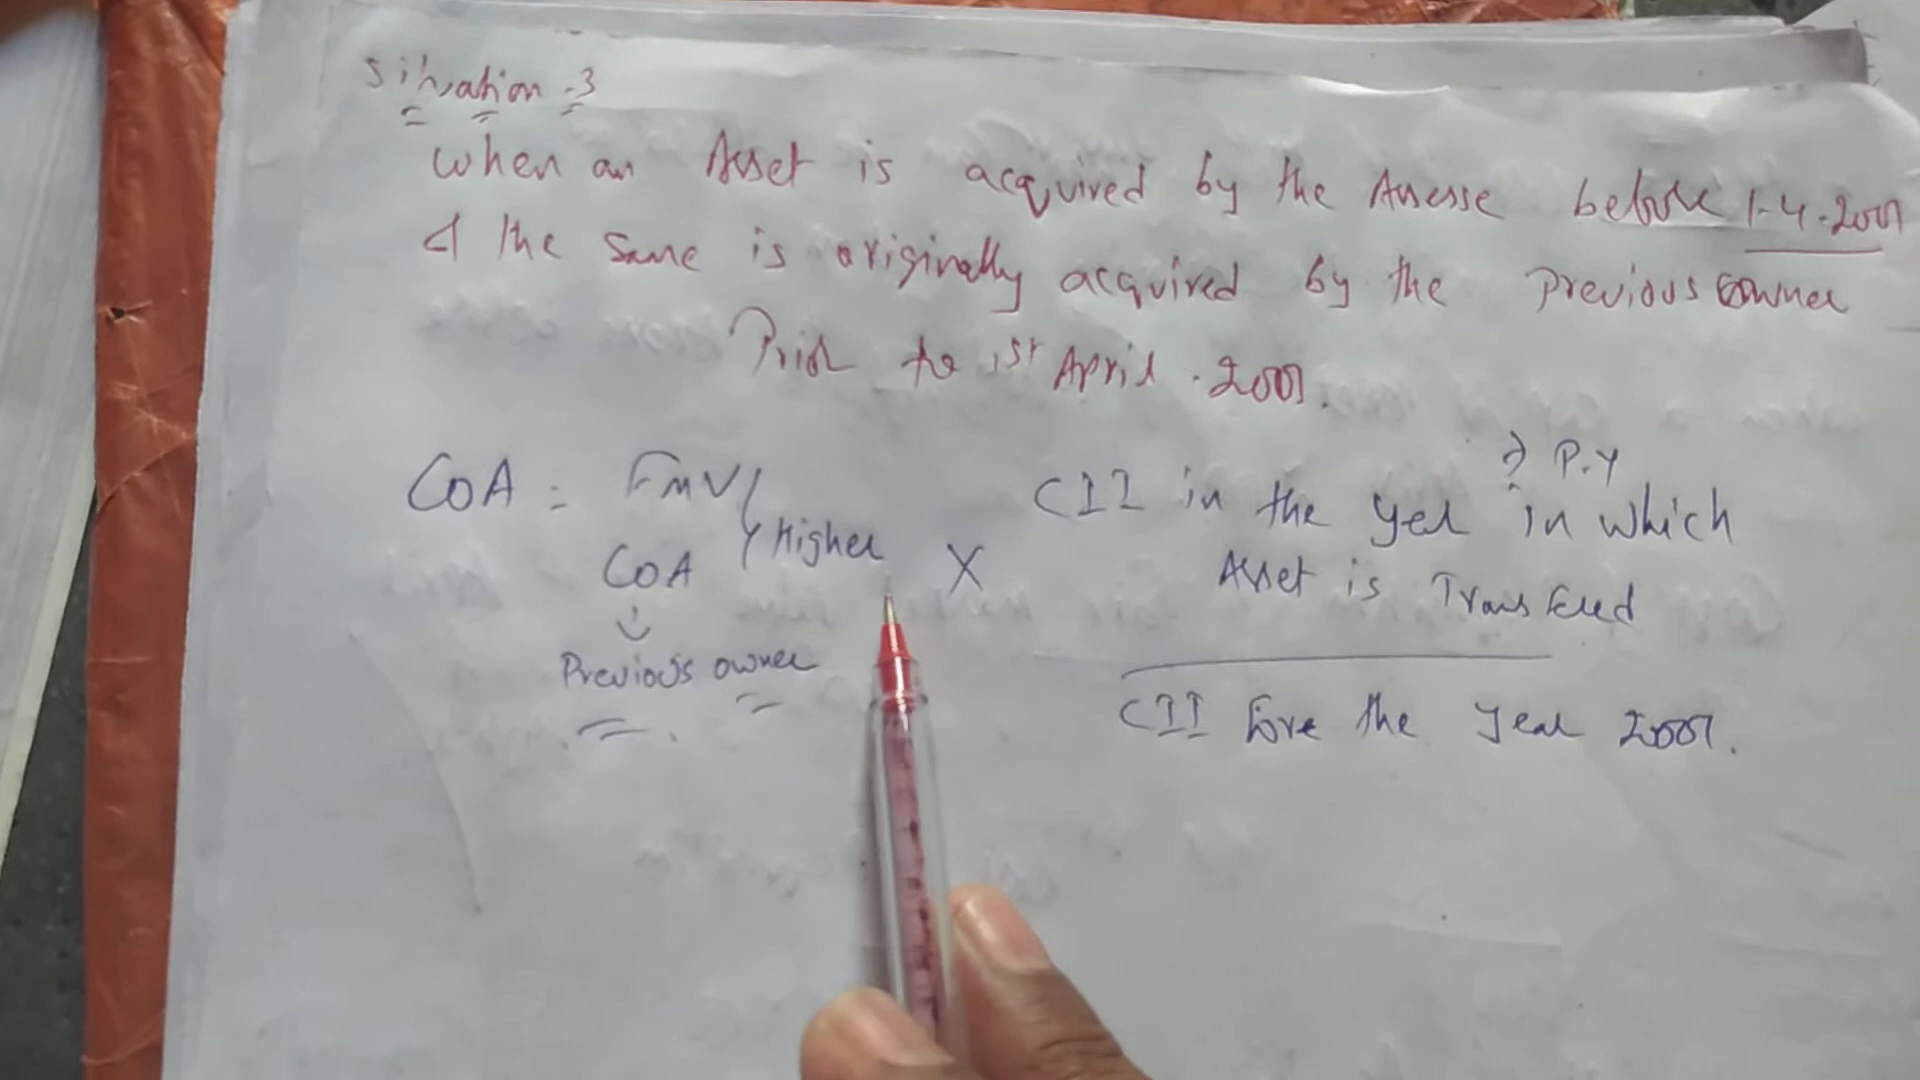 Situation - 3
when an Asset is acquired by the Assesse before 1-4-2001
& the same is originally acquired by the Previous owner
Prior to 1st April. 2001.
COA = FMV / Higher X CII in the year in which P.Y
COA Asset is Transfered
Previous owner
CII Fore the year 2001.